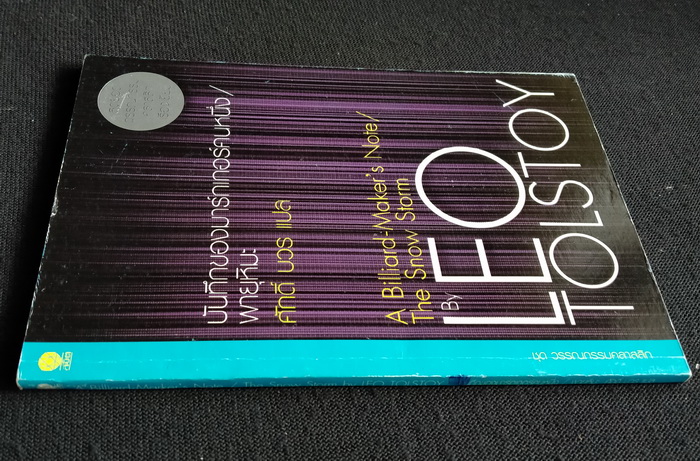 บันทึกของมาร์กเกอร์คนหนึ่ง/
พายุหิมะ
ศักดิ์ บวร แปล
A Billiard-Maker's Note/
The Snow Storm
By LEO
TOLSTOY
ชุด วรรณกรรมคลาสสิก